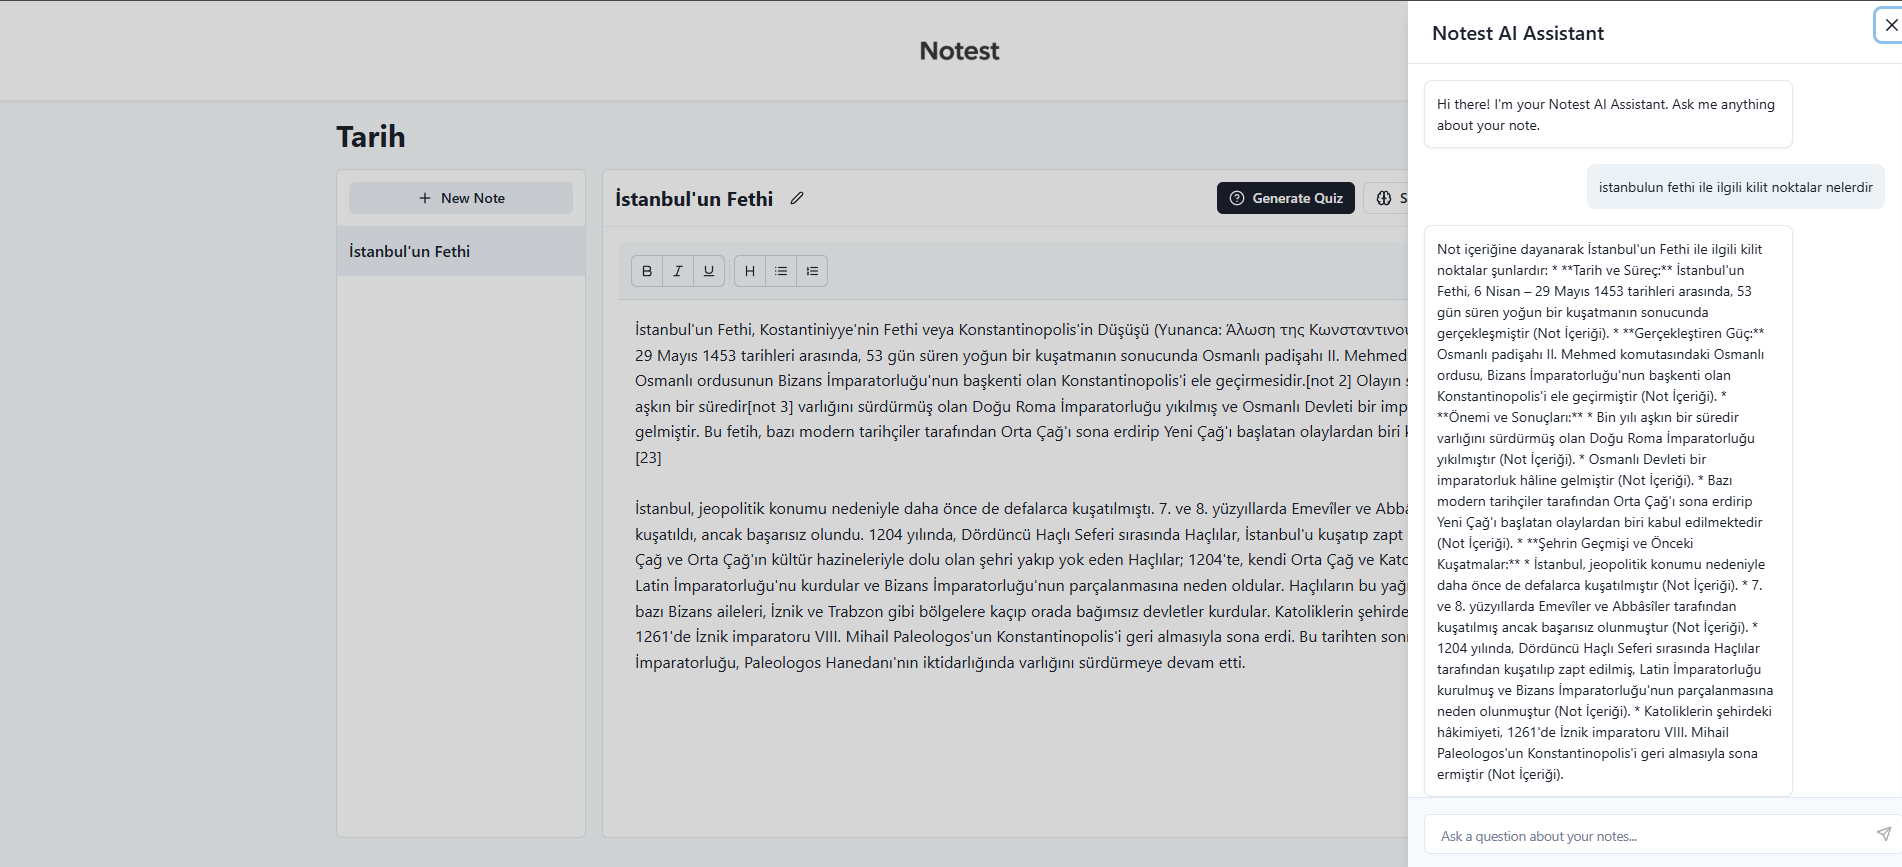 Notest
Tarih
New Note
İstanbul'un Fethi
İstanbul'un Fethi
Generate Quiz
S
B I U H
İstanbul'un Fethi, Kostantiniyye'nin Fethi veya Konstantinopolis'in Düşüşü (Yunanca: Άλωση της
29 Mayıs 1453 tarihleri arasında, 53 gün süren yoğun bir kuşatmanın sonucunda Osmanlı padişahı II. Mehmed
Osmanlı ordusunun Bizans İmparatorluğu'nun başkenti olan Konstantinopolis'i ele geçirmesidir.[not 2] Olayın
aşkın bir süredir[not 3] varlığını sürdürmüş olan Doğu Roma İmparatorluğu yıkılmış ve Osmanlı Devleti bir
gelmiştir. Bu fetih, bazı modern tarihçiler tarafından Orta Çağ'ı sona erdirip Yeni Çağ'ı başlatan olaylardan biri
[23]
İstanbul, jeopolitik konumu nedeniyle daha önce de defalarca kuşatılmıştı. 7. ve 8. yüzyıllarda Emevîler ve
kuşatıldı, ancak başarısız olundu. 1204 yılında, Dördüncü Haçlı Seferi sırasında Haçlılar, İstanbul'u kuşatıp zapt
Çağ ve Orta Çağ'ın kültür hazineleriyle dolu olan şehri yakıp yok eden Haçlılar; 1204'te, kendi Orta Çağ ve
Latin İmparatorluğu'nu kurdular ve Bizans İmparatorluğu'nun parçalanmasına neden oldular. Haçlıların bu
bazı Bizans aileleri, İznik ve Trabzon gibi bölgelere kaçıp orada bağımsız devletler kurdular. Katoliklerin
1261'de İznik imparatoru VIII. Mihail Paleologos'un Konstantinopolis'i geri almasıyla sona erdi. Bu tarihten
İmparatorluğu, Paleologos Hanedanı'nın iktidarlığında varlığını sürdürmeye devam etti.
Notest AI Assistant
Hi there! I'm your Notest AI Assistant. Ask me anything
about your note.
istanbulun fethi ile ilgili kilit noktalar nelerdir
Not içeriğine dayanarak İstanbul'un Fethi ile ilgili kilit
noktalar şunlardır: * **Tarih ve Süreç:** İstanbul'un
Fethi, 6 Nisan – 29 Mayıs 1453 tarihleri arasında, 53
gün süren yoğun bir kuşatmanın sonucunda
gerçekleşmiştir (Not İçeriği). * **Gerçekleştiren Güç:**
Osmanlı padişahı II. Mehmed komutasındaki Osmanlı
ordusu, Bizans İmparatorluğu'nun başkenti olan
Konstantinopolis'i ele geçirmiştir (Not İçeriği). *
**Önemi ve Sonuçları:** * Bin yılı aşkın bir süredir
varlığını sürdürmüş olan Doğu Roma İmparatorluğu
yıkılmıştır (Not İçeriği). * Osmanlı Devleti bir
imparatorluk hâline gelmiştir (Not İçeriği). * Bazı
modern tarihçiler tarafından Orta Çağ'ı sona erdirip
Yeni Çağ'ı başlatan olaylardan biri kabul edilmektedir
(Not İçeriği). * **Şehrin Geçmişi ve Önceki
Kuşatmalar:** * İstanbul, jeopolitik konumu nedeniyle
daha önce de defalarca kuşatılmıştır (Not İçeriği). * 7.
ve 8. yüzyıllarda Emevîler ve Abbâsîler tarafından
kuşatılmış ancak başarısız olunmuştur (Not İçeriği). *
1204 yılında, Dördüncü Haçlı Seferi sırasında Haçlılar
tarafından kuşatılıp zapt edilmiş, Latin İmparatorluğu
kurulmuş ve Bizans İmparatorluğu'nun parçalanmasına
neden olunmuştur (Not İçeriği). * Katoliklerin şehirdeki
hâkimiyeti, 1261'de İznik imparatoru VIII. Mihail
Paleologos'un Konstantinopolis'i geri almasıyla sona
ermiştir (Not İçeriği).
Ask a question about your notes...